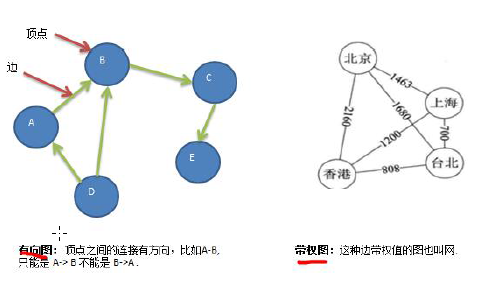 顶点
边
B
C
A
E
D
有向图：顶点之间的连接有方向，比如A-B,
只能是 A-> B 不能是 B->A .
北京
1463
上海
2160
1680
700
1200
台北
香港
808
带权图：这种边带权值的图也叫网.